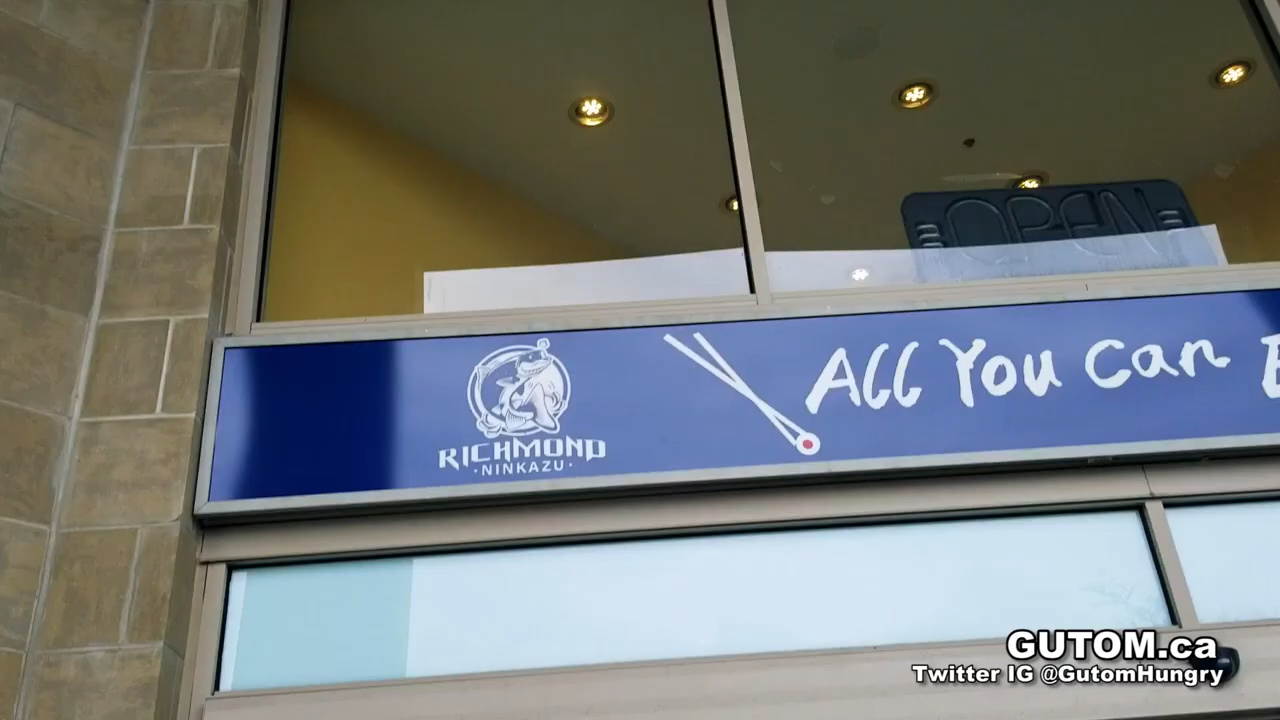 OPEN
RICHMOND
·NINKAZU·
All You Can
GUTOM.ca
Twitter IG @GutomHungry